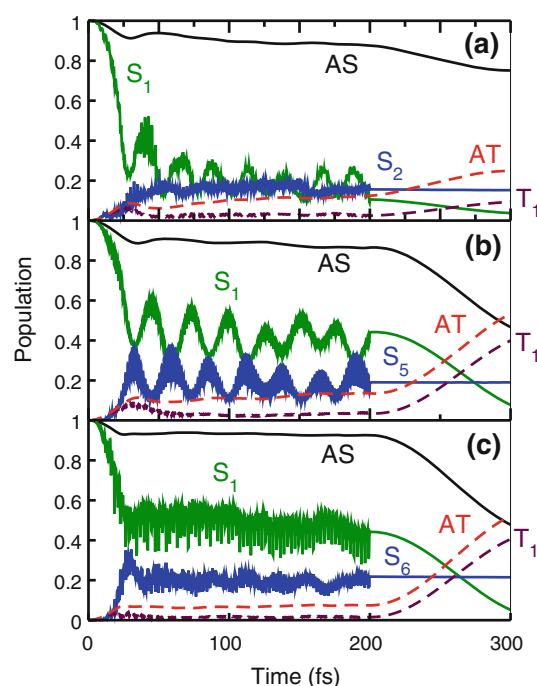 1
(a)
AS
0.8
S1
0.6
0.4
S2
AT
0.2
T1
1
(b)
AS
0.8
S1
0.6
AT
T1
0.4
S5
0.2
1
(c)
AS
0.8
S1
0.6
AT
T1
0.4
S6
0.2
0
0
100
200
300
Population
Time (fs)